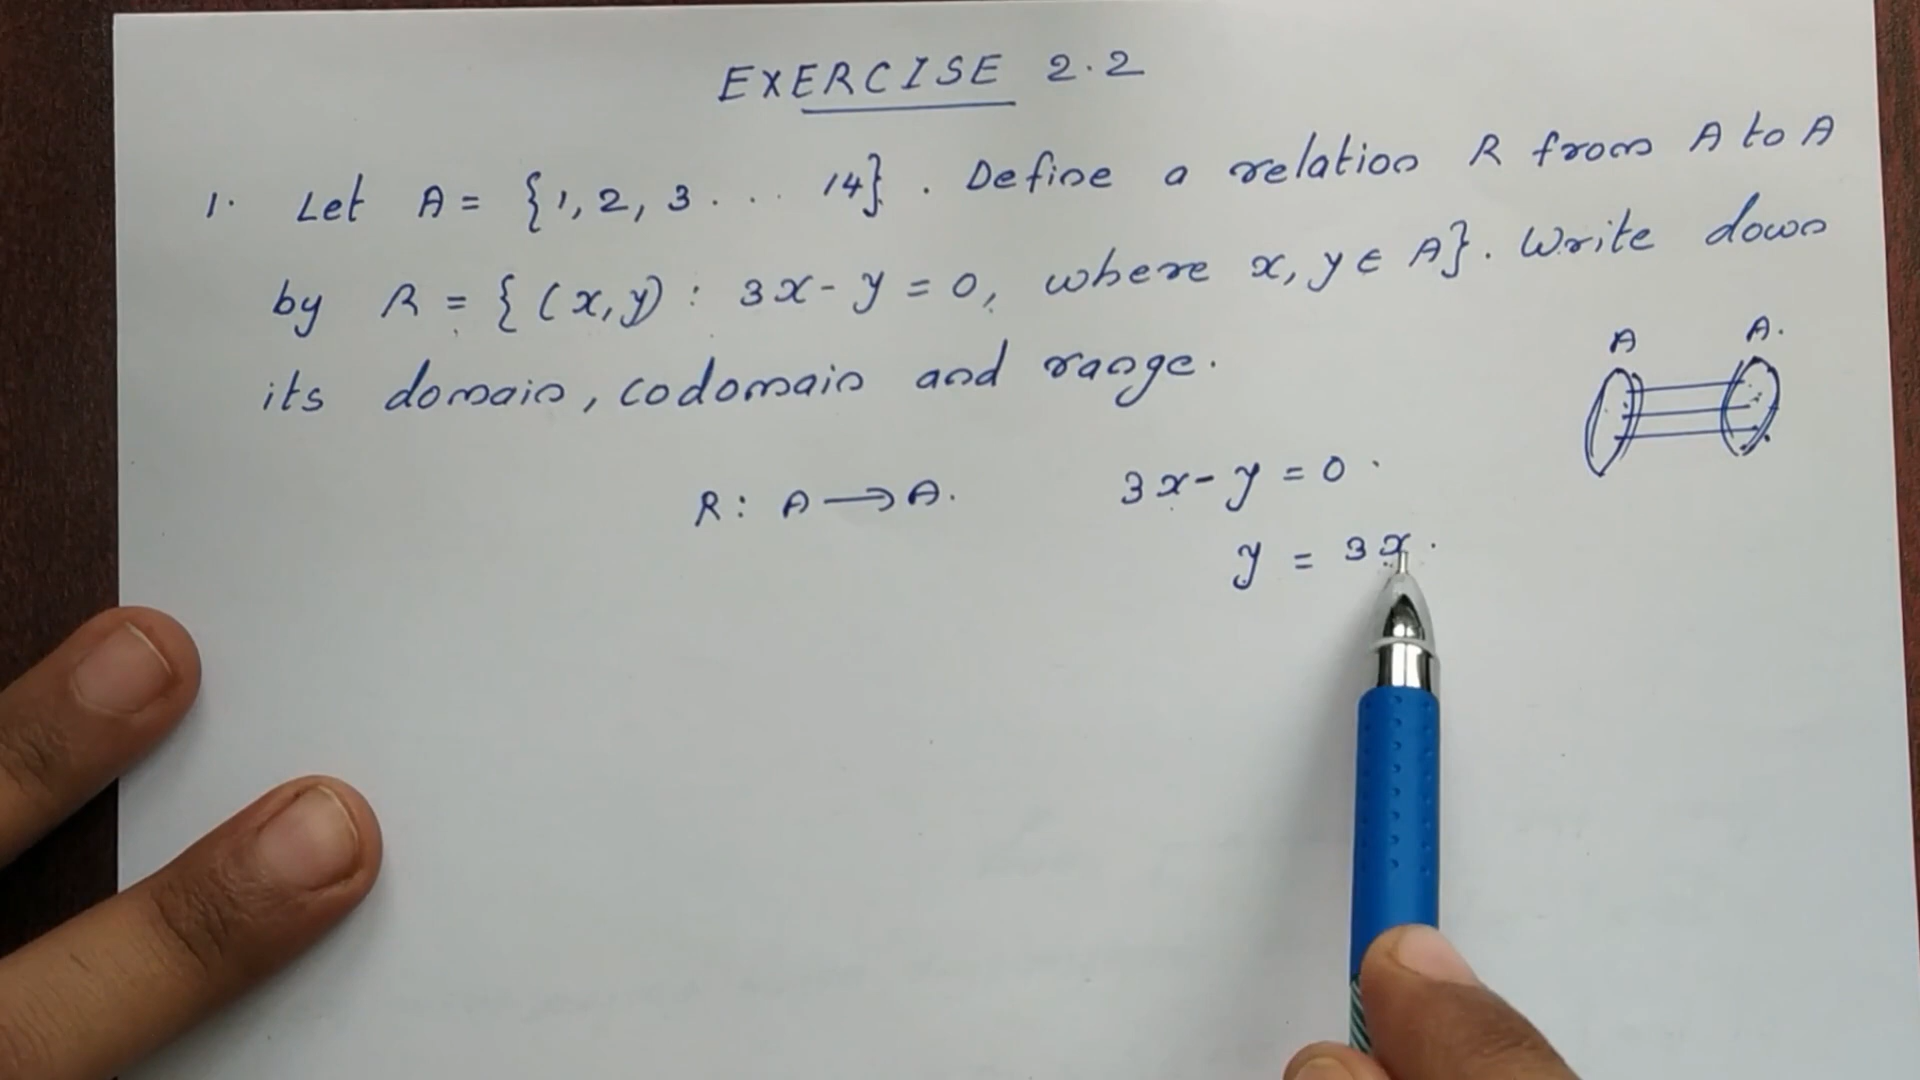 EXERCISE 2.2
1. Let A = {1, 2, 3 . . . 14}. Define a relation R from A to A
by R = {(x, y) : 3x - y = 0, where x, y ∈ A}. Write down
its domain, codomain and range.
A A.
R: A → A. 3x - y = 0.
y = 3x.